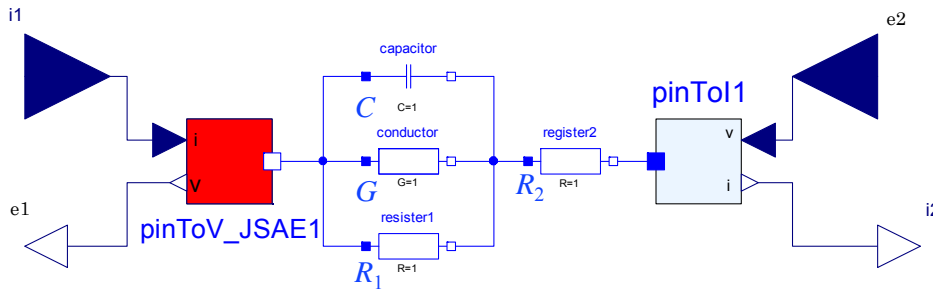 i1
e2
capacitor
C
C=1
pinToI1
i
conductor
register2
v
V
G
G=1
R2
R=1
i
e1
pinToV_JSAE1
resister1
i2
R1
R=1